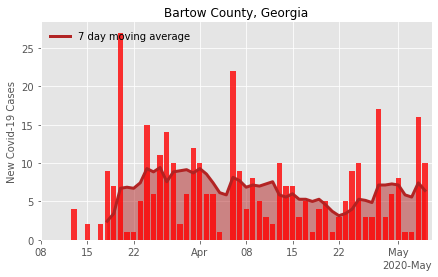 Bartow County, Georgia
7 day moving average
New Covid-19 Cases
25
20
15
10
5
0
08
15
22
Apr
08
15
22
May
2020-May